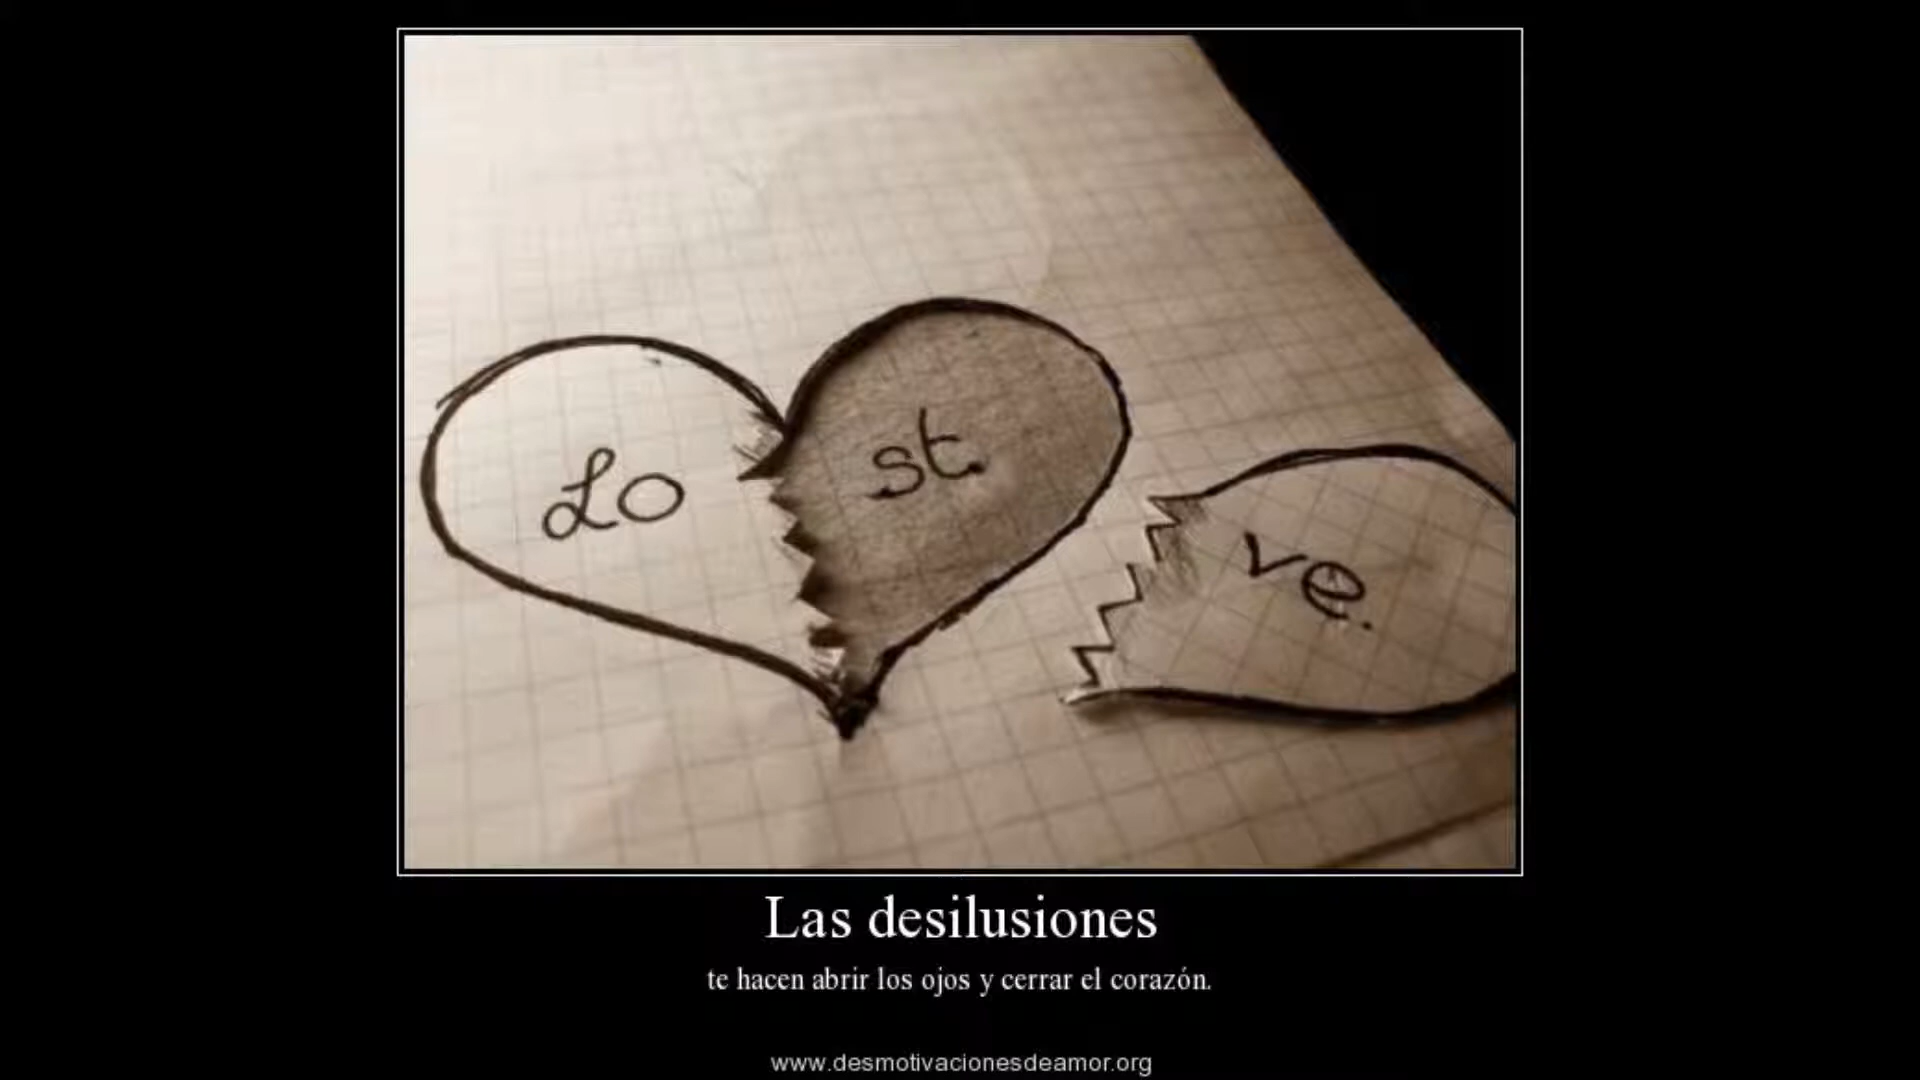 Lo st ve.
Las desilusiones
te hacen abrir los ojos y cerrar el corazón.
www.desmotivacionesdeamor.org